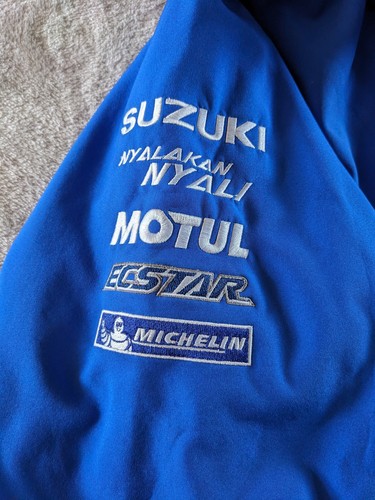 SUZUKI
NYALAKAN
NYALI
MOTUL
ECSTAR
MICHELIN